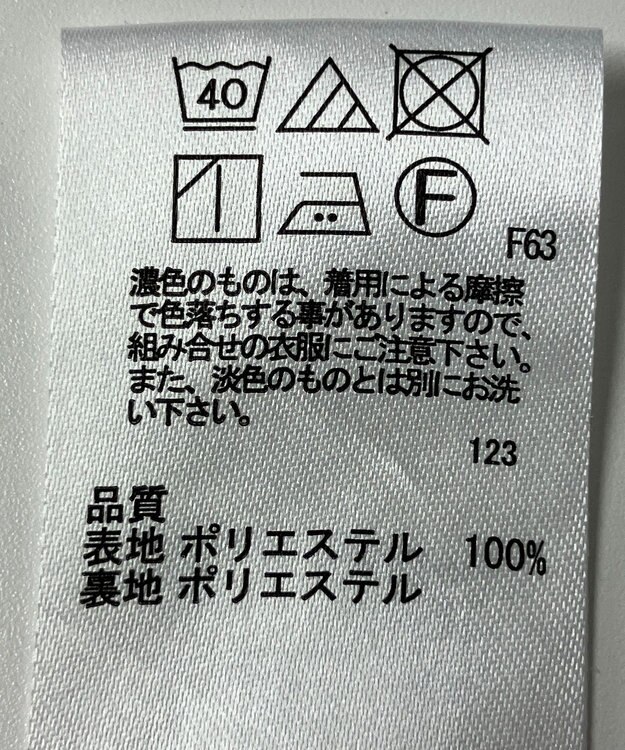 40
F
F63
濃色のものは、着用による摩擦
で色落ちする事がありますので、
組み合せの衣服にご注意下さい。
また、淡色のものとは別にお洗
い下さい。
123
品質
表地 ポリエステル 100%
裏地 ポリエステル